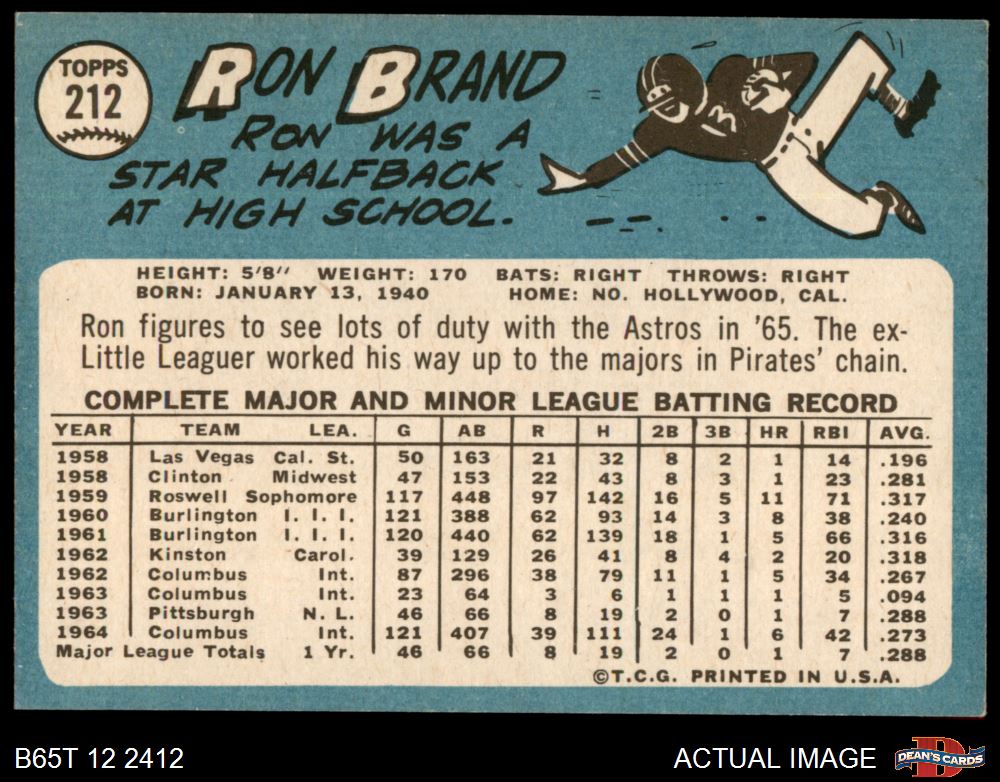 TOPPS
212
RON BRAND
RON WAS A
STAR HALFBACK
AT HIGH SCHOOL.
3
HEIGHT: 5'8" WEIGHT: 170 BATS: RIGHT THROWS: RIGHT
BORN: JANUARY 13, 1940 HOME: NO. HOLLYWOOD, CAL.
Ron figures to see lots of duty with the Astros in '65. The ex-
Little Leaguer worked his way up to the majors in Pirates' chain.
COMPLETE MAJOR AND MINOR LEAGUE BATTING RECORD
YEAR TEAM LEA. G AB R H 2B 3B HR RBI AVG.
1958 Las Vegas Cal. St. 50 163 21 32 8 2 1 14 .196
1958 Clinton Midwest 47 153 22 43 8 3 1 23 .281
1959 Roswell Sophomore 117 448 97 142 16 5 11 71 .317
1960 Burlington I. I. I. 121 388 62 93 14 3 8 38 .240
1961 Burlington I. I. I. 120 440 62 139 18 1 5 66 .316
1962 Kinston Carol. 39 129 26 41 8 4 2 20 .318
1962 Columbus Int. 87 296 38 79 11 1 5 34 .267
1963 Columbus Int. 23 64 3 6 1 1 1 5 .094
1963 Pittsburgh N. L. 46 66 8 19 2 0 1 7 .288
1964 Columbus Int. 121 407 39 111 24 1 6 42 .273
Major League Totals 1 Yr. 46 66 8 19 2 0 1 7 .288
©T.C.G. PRINTED IN U.S.A.
B65T 12 2412
ACTUAL IMAGE
D
DEAN'S CARDS